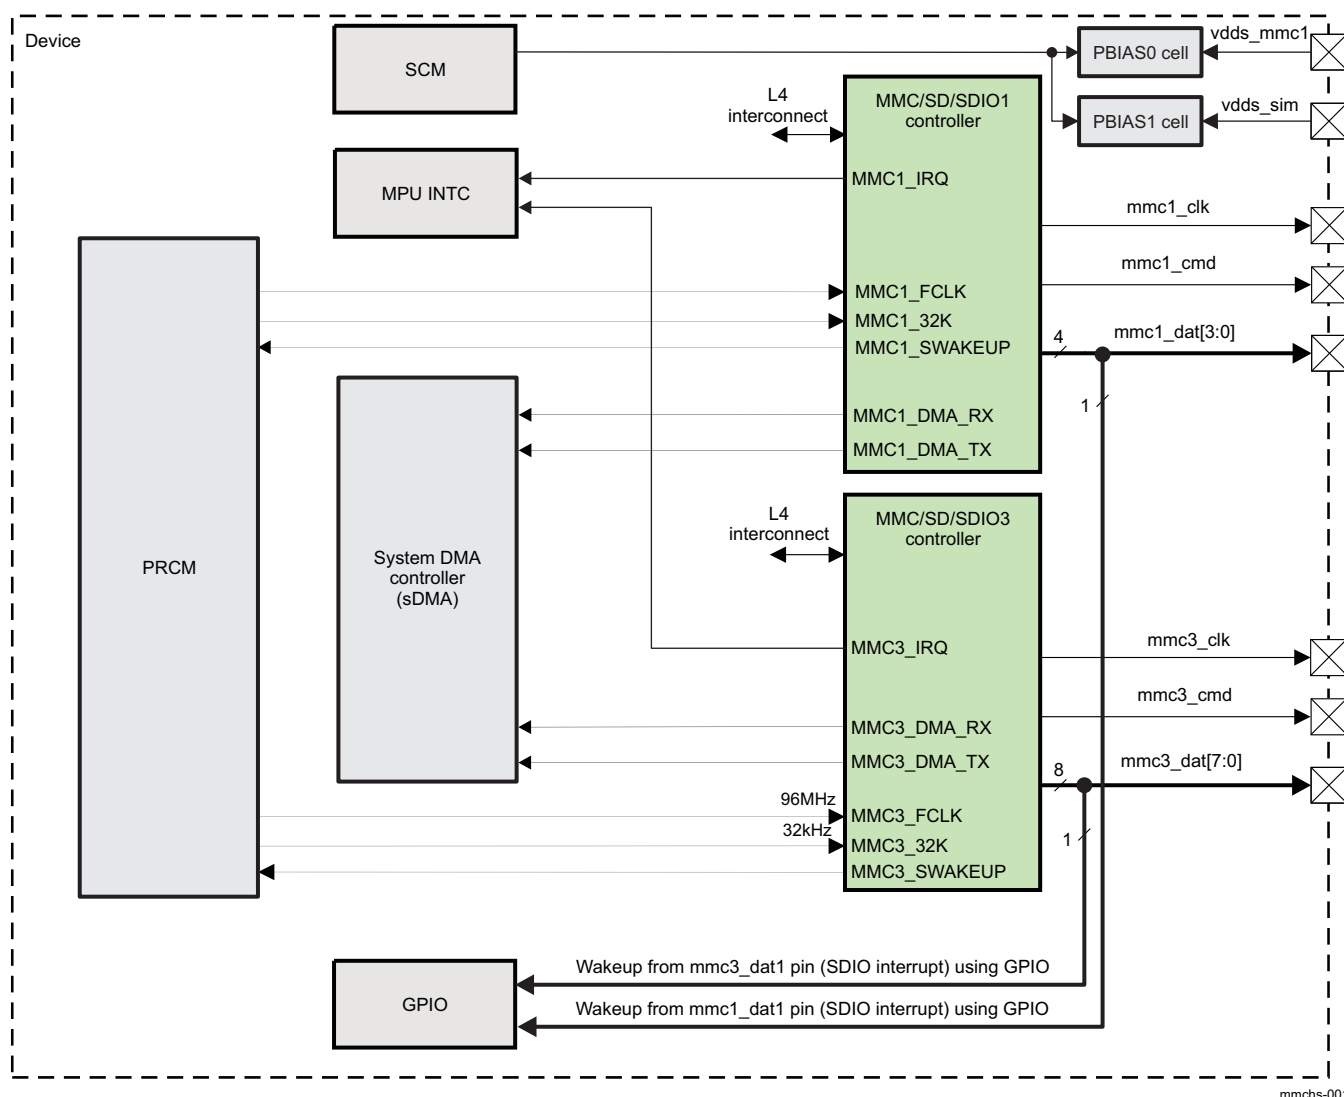 Device
SCM
PBIAS0 cell
vdds_mmc1
PBIAS1 cell
vdds_sim
L4
interconnect
MMC/SD/SDIO1
controller
MPU INTC
MMC1_IRQ
mmc1_clk
mmc1_cmd
MMC1_FCLK
MMC1_32K
MMC1_SWAKEUP
4
mmc1_dat[3:0]
1
MMC1_DMA_RX
MMC1_DMA_TX
PRCM
System DMA
controller
(sDMA)
L4
interconnect
MMC/SD/SDIO3
controller
MMC3_IRQ
mmc3_clk
mmc3_cmd
MMC3_DMA_RX
MMC3_DMA_TX
8
mmc3_dat[7:0]
96MHz
MMC3_FCLK
32kHz
MMC3_32K
1
MMC3_SWAKEUP
GPIO
Wakeup from mmc3_dat1 pin (SDIO interrupt) using GPIO
Wakeup from mmc1_dat1 pin (SDIO interrupt) using GPIO